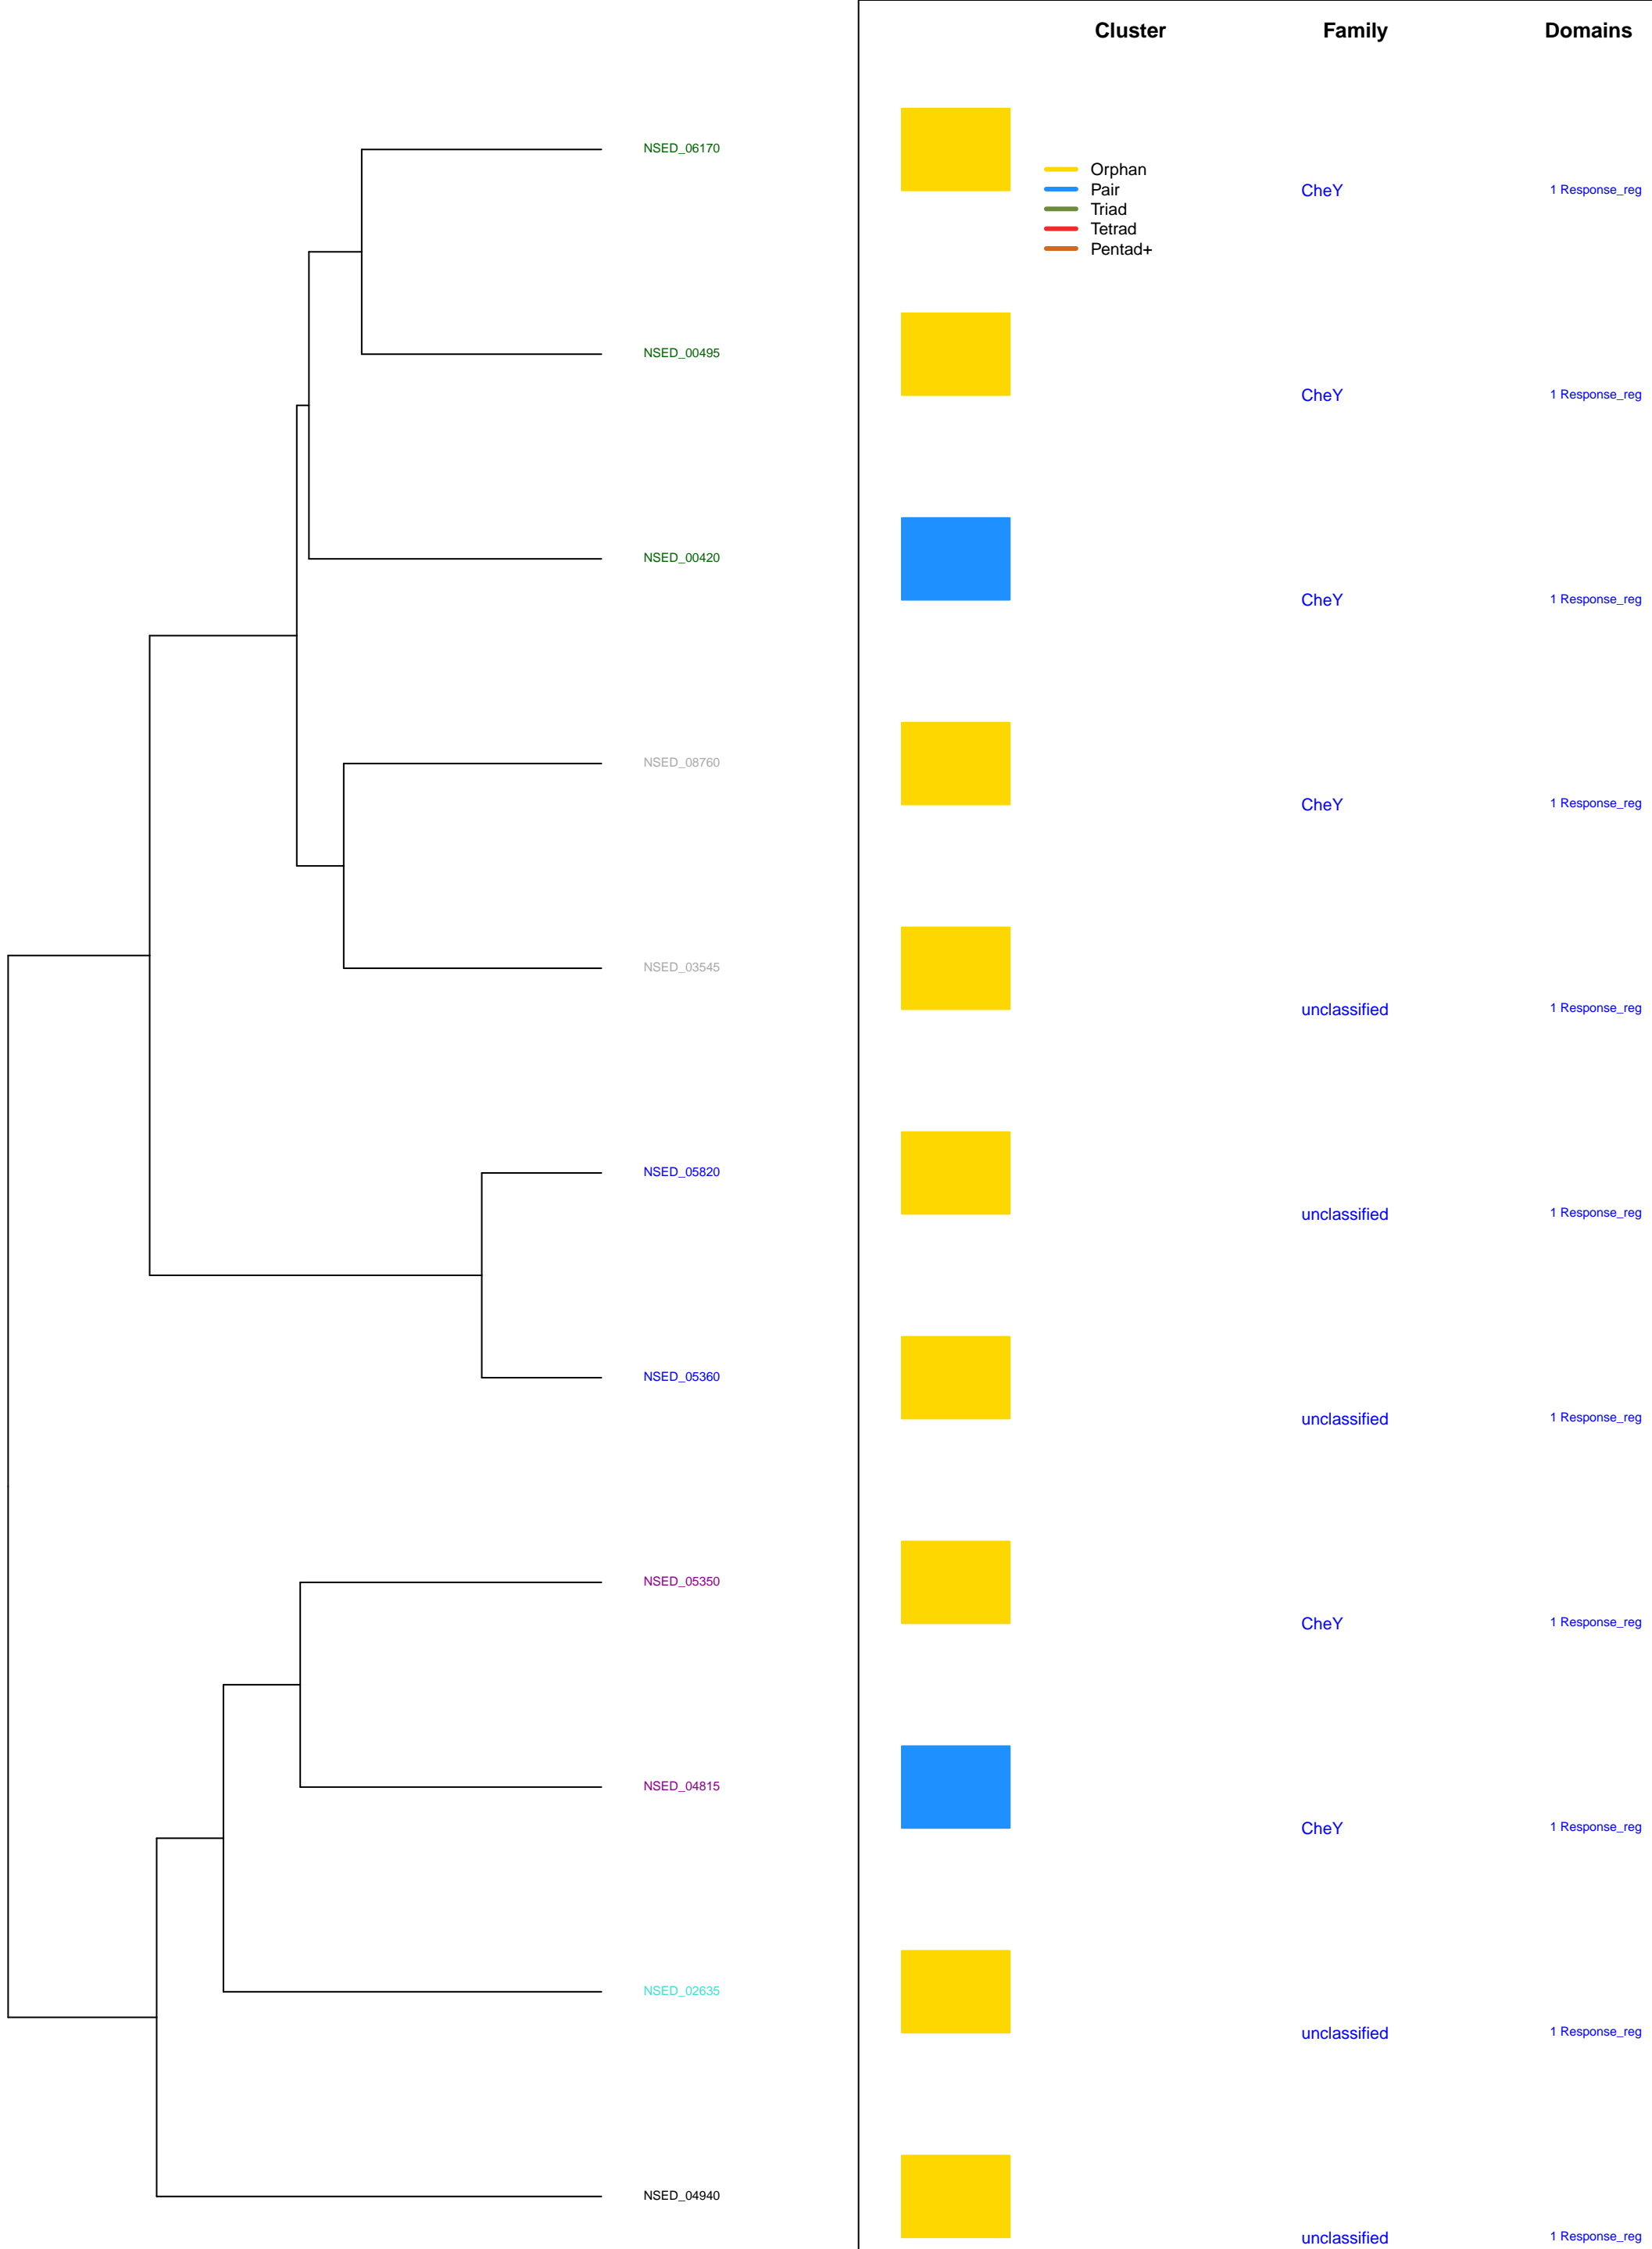 Cluster Family Domains
NSED_06170
Orphan
Pair
Triad
Tetrad
Pentad+
CheY 1 Response_reg
NSED_00495
CheY 1 Response_reg
NSED_00420
CheY 1 Response_reg
NSED_08760
CheY 1 Response_reg
NSED_03545
unclassified 1 Response_reg
NSED_05820
unclassified 1 Response_reg
NSED_05360
unclassified 1 Response_reg
NSED_05350
CheY 1 Response_reg
NSED_04815
CheY 1 Response_reg
NSED_02635
unclassified 1 Response_reg
NSED_04940
unclassified 1 Response_reg